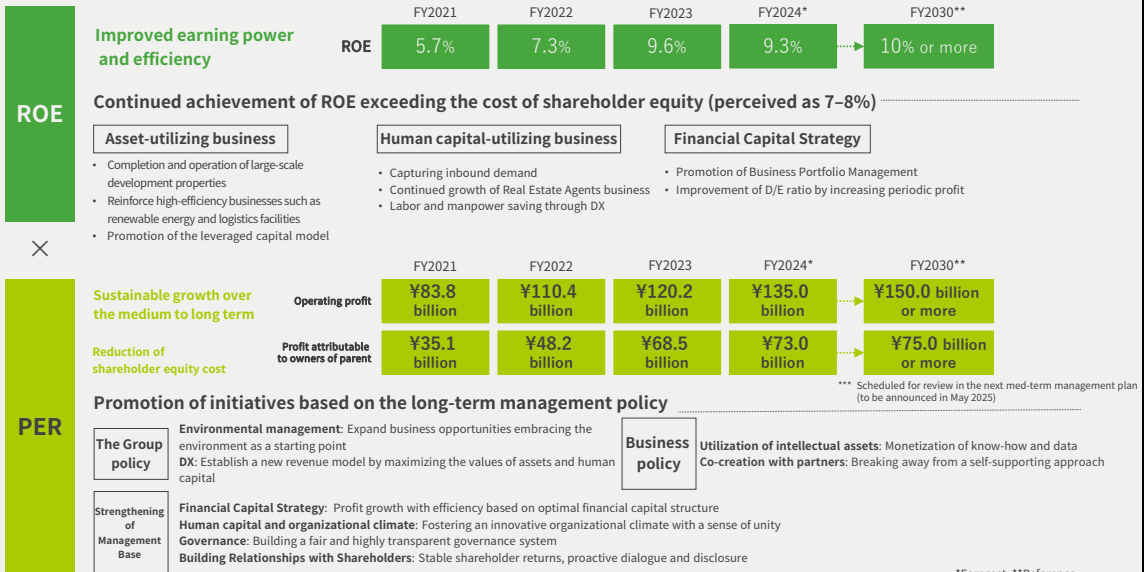 FY2021 FY2022 FY2023 FY2024* FY2030**
Improved earning power
and efficiency
ROE 5.7% 7.3% 9.6% 9.3% 10% or more
ROE
Continued achievement of ROE exceeding the cost of shareholder equity (perceived as 7–8%)
Asset-utilizing business
• Completion and operation of large-scale
development properties
• Reinforce high-efficiency businesses such as
renewable energy and logistics facilities
• Promotion of the leveraged capital model
Human capital-utilizing business
• Capturing inbound demand
• Continued growth of Real Estate Agents business
• Labor and manpower saving through DX
Financial Capital Strategy
• Promotion of Business Portfolio Management
• Improvement of D/E ratio by increasing periodic profit
×
FY2021 FY2022 FY2023 FY2024* FY2030**
Sustainable growth over
the medium to long term
Operating profit
¥83.8 ¥110.4 ¥120.2 ¥135.0 ¥150.0 billion
billion billion billion billion or more
Reduction of
shareholder equity cost
Profit attributable
to owners of parent
¥35.1 ¥48.2 ¥68.5 ¥73.0 ¥75.0 billion
billion billion billion billion or more
*** Scheduled for review in the next med-term management plan
(to be announced in May 2025)
PER
Promotion of initiatives based on the long-term management policy
The Group
policy
Environmental management: Expand business opportunities embracing the
environment as a starting point
DX: Establish a new revenue model by maximizing the values of assets and human
capital
Business
policy
Utilization of intellectual assets: Monetization of know-how and data
Co-creation with partners: Breaking away from a self-supporting approach
Strengthening
of
Management
Base
Financial Capital Strategy: Profit growth with efficiency based on optimal financial capital structure
Human capital and organizational climate: Fostering an innovative organizational climate with a sense of unity
Governance: Building a fair and highly transparent governance system
Building Relationships with Shareholders: Stable shareholder returns, proactive dialogue and disclosure